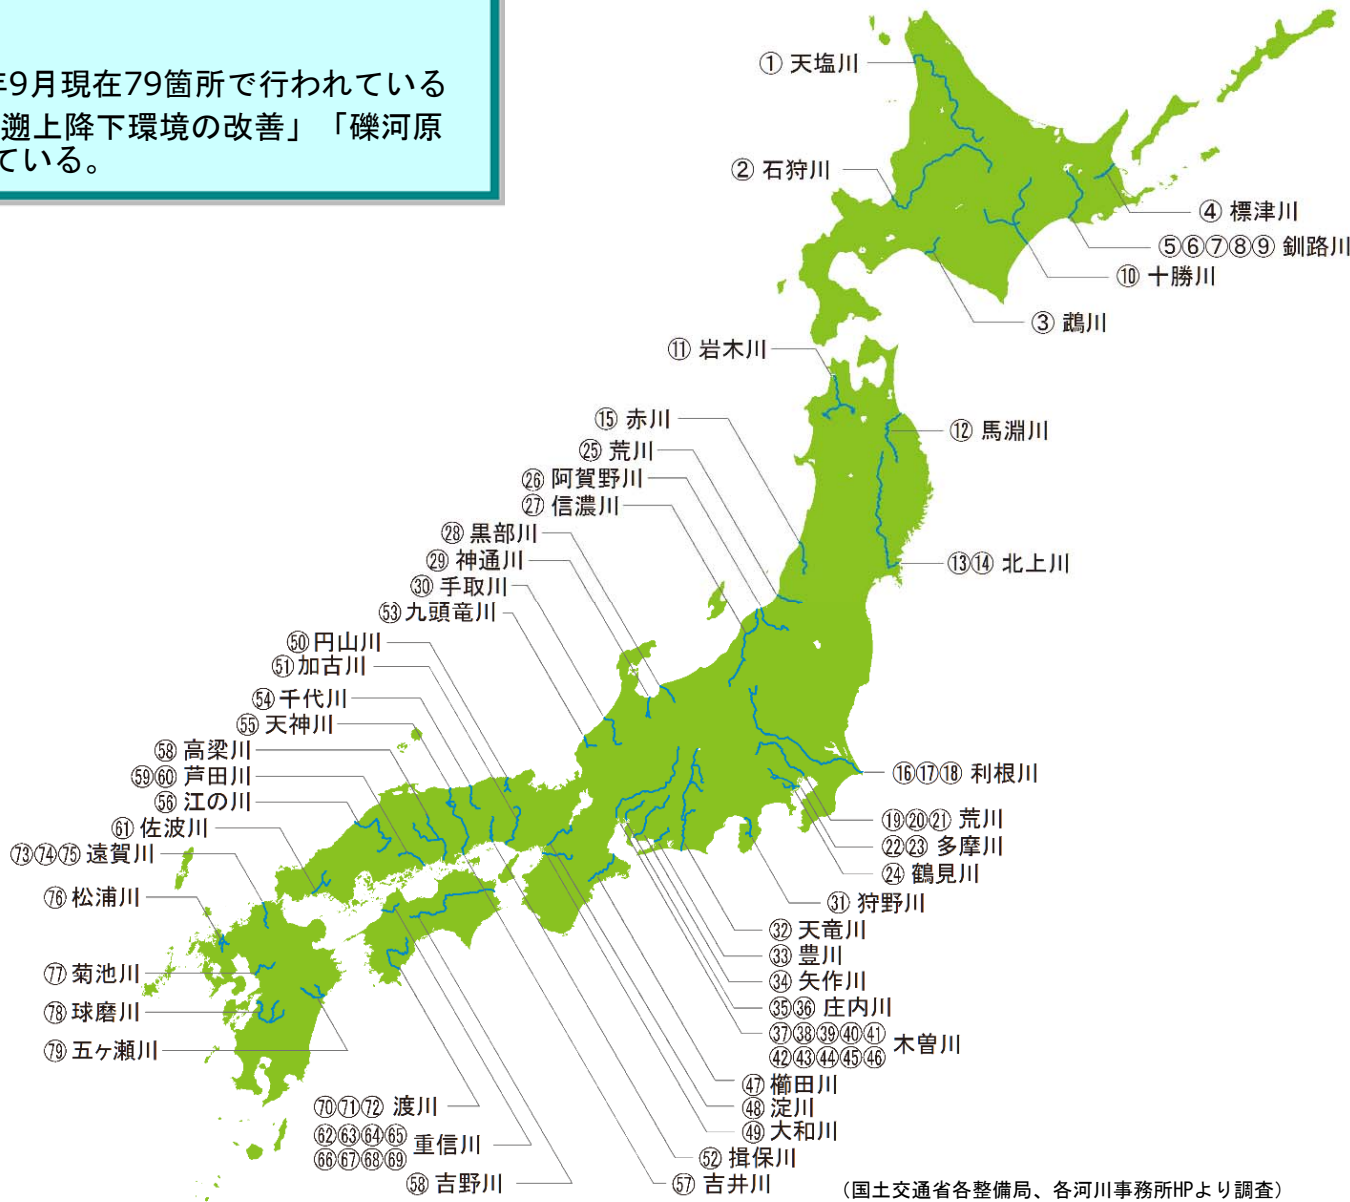 年9月現在79箇所で行われている
遡上降下環境の改善」「礫河原
ている。
① 天塩川
② 石狩川
④ 標津川
⑤⑥⑦⑧⑨ 釧路川
⑩ 十勝川
③ 鵡川
⑪ 岩木川
⑮ 赤川
⑫ 馬淵川
㉕ 荒川
㉖ 阿賀野川
㉗ 信濃川
㉘ 黒部川
㉙ 神通川
⑬⑭ 北上川
㉚ 手取川
㊼ 九頭竜川
㊿ 円山川
51 加古川
54 千代川
55 天神川
58 高梁川
59 60 芦田川
56 江の川
61 佐波川
73 74 75 遠賀川
76 松浦川
77 菊池川
78 球磨川
79 五ヶ瀬川
⑯⑰⑱ 利根川
⑲⑳㉑ 荒川
㉒㉓ 多摩川
㉔ 鶴見川
㉛ 狩野川
㉜ 天竜川
㉝ 豊川
㉞ 矢作川
㉟㊱ 庄内川
㊲㊳㊴㊵㊶
㊷㊸㊹㊺㊻ 木曽川
㊼ 櫛田川
㊽ 淀川
㊾ 大和川
52 揖保川
57 吉井川
70 71 72 渡川
62 63 64 65
66 67 68 69 重信川
58 吉野川
（国土交通省各整備局、各河川事務所HPより調査）